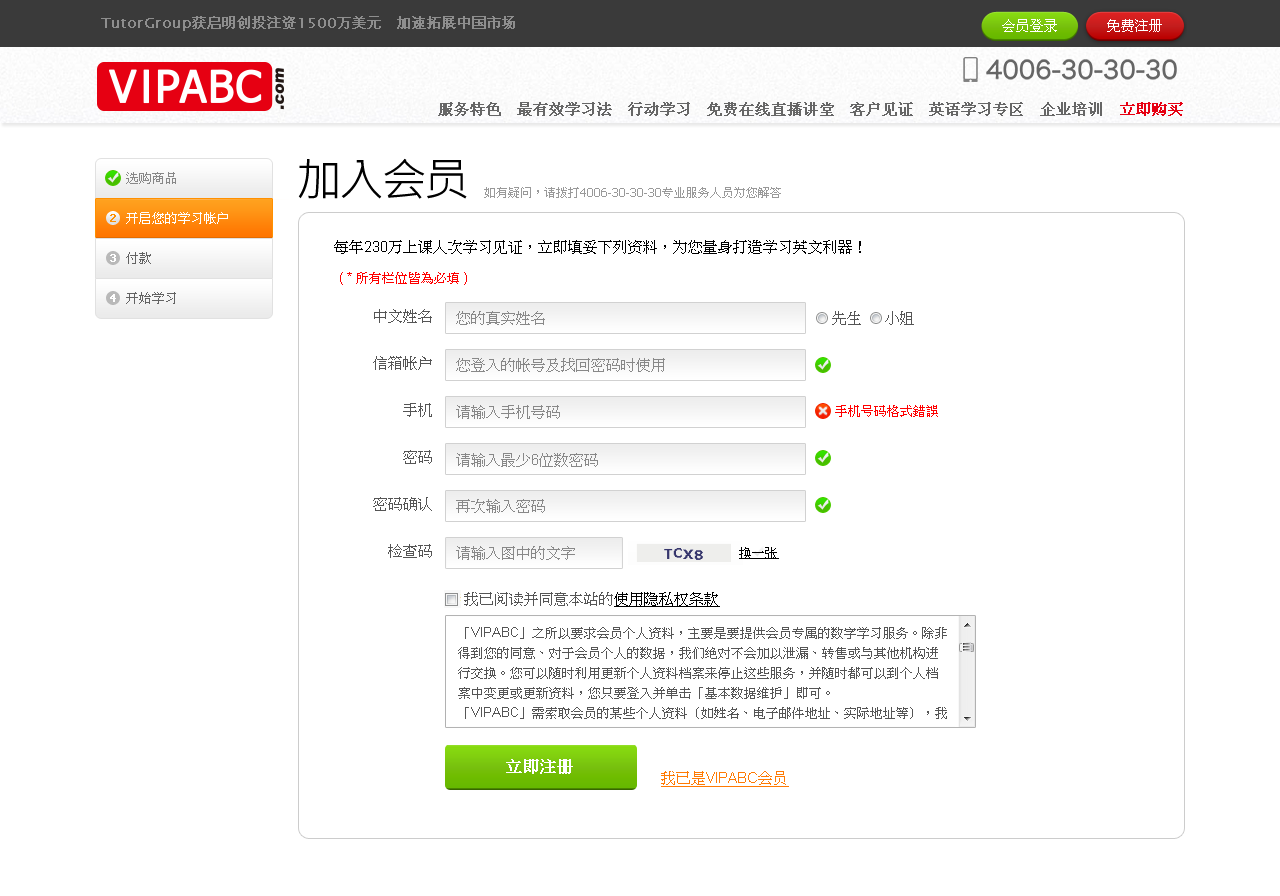 TutorGroup获启明创投注资1500万美元　加速拓展中国市场
会员登录
免费注册
VIPABC.com
4006-30-30-30
服务特色 最有效学习法 行动学习 免费在线直播讲堂 客户见证 英语学习专区 企业培训 立即购买
选购商品
2 开启您的学习帐户
3 付款
4 开始学习
加入会员 如有疑问，请拨打4006-30-30-30专业服务人员为您解答
每年230万上课人次学习见证，立即填妥下列资料，为您量身打造学习英文利器！
( * 所有栏位皆為必填 )
中文姓名 您的真实姓名 先生 小姐
信箱帐户 您登入的帐号及找回密码时使用
手机 请输入手机号码 手机号码格式錯誤
密码 请输入最少6位数密码
密码确认 再次输入密码
检查码 请输入图中的文字 TCX8 换一张
我已阅读并同意本站的使用隐私权条款
「VIPABC」之所以要求会员个人资料，主要是要提供会员专属的数字学习服务。除非
得到您的同意、对于会员个人的数据，我们绝对不会加以泄漏、转售或与其他机构进
行交换。您可以随时利用更新个人资料档案来停止这些服务，并随时都可以到个人档
案中变更或更新资料，您只要登入并单击「基本数据维护」即可。
「VIPABC」需索取会员的某些个人资料〔如姓名、电子邮件地址、实际地址等〕，我
立即注册
我已是VIPABC会员